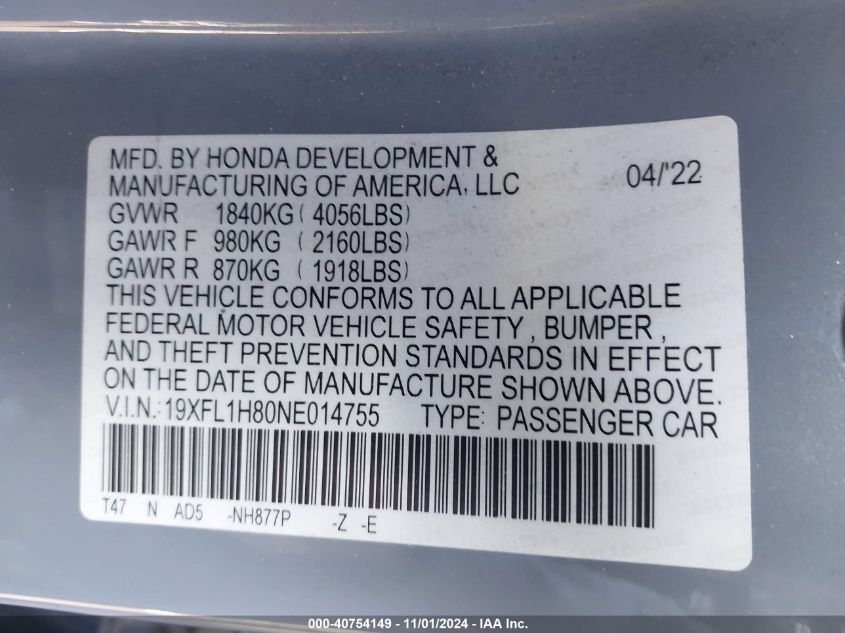 MFD. BY HONDA DEVELOPMENT &
MANUFACTURING OF AMERICA, LLC 04/'22
GVWR 1840KG ( 4056LBS)
GAWR F 980KG ( 2160LBS)
GAWR R 870KG ( 1918LBS)
THIS VEHICLE CONFORMS TO ALL APPLICABLE
FEDERAL MOTOR VEHICLE SAFETY , BUMPER ,
AND THEFT PREVENTION STANDARDS IN EFFECT
ON THE DATE OF MANUFACTURE SHOWN ABOVE.
V.I.N.: 19XFL1H80NE014755 TYPE: PASSENGER CAR
T47 N AD5 -NH877P -Z -E
000-40754149 - 11/01/2024 - IAA Inc.